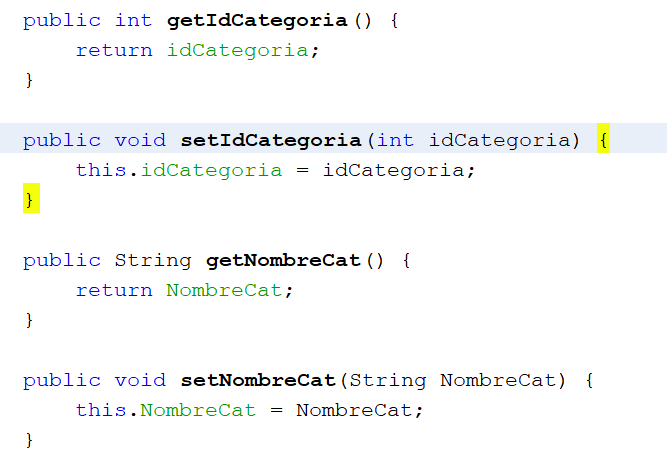 public int getIdCategoria() {
    return idCategoria;
}

public void setIdCategoria(int idCategoria) {
    this.idCategoria = idCategoria;
}

public String getNombreCat() {
    return NombreCat;
}

public void setNombreCat(String NombreCat) {
    this.NombreCat = NombreCat;
}